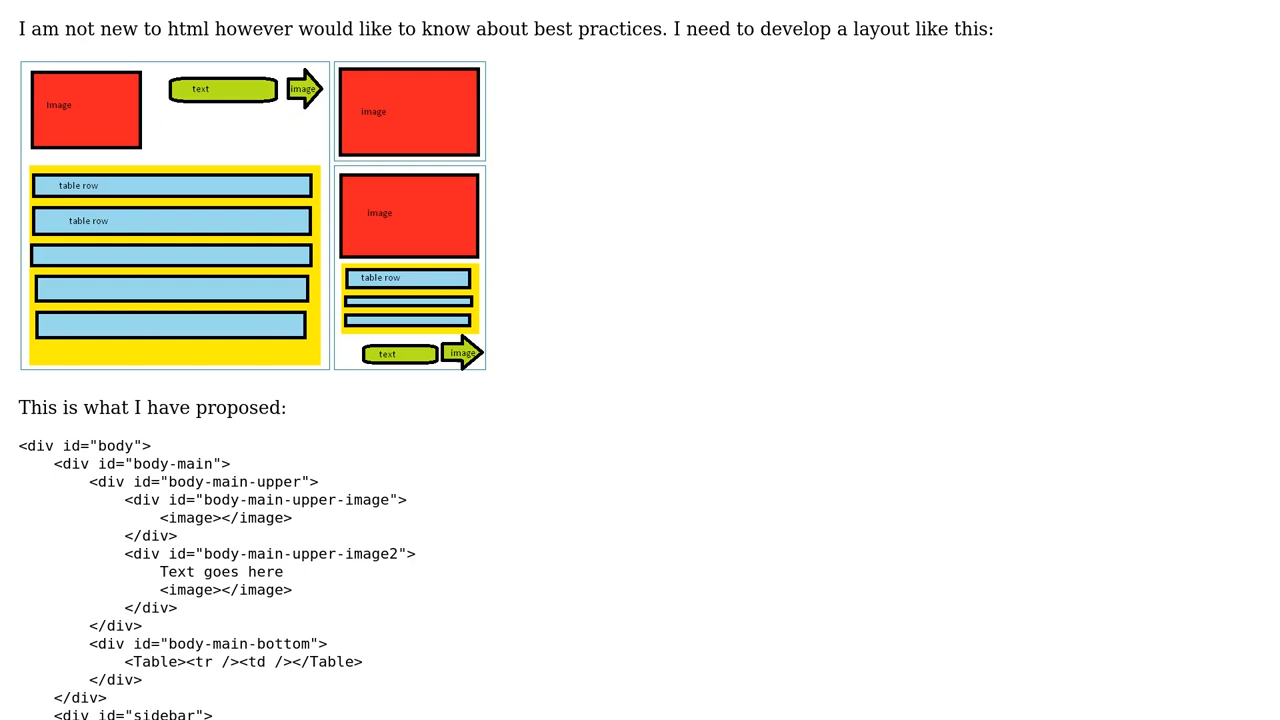 I am not new to html however would like to know about best practices. I need to develop a layout like this:
Image
text
image
image
table row
table row
image
table row
text
image
This is what I have proposed:
<div id="body">
    <div id="body-main">
        <div id="body-main-upper">
            <div id="body-main-upper-image">
                <image></image>
            </div>
            <div id="body-main-upper-image2">
                Text goes here
                <image></image>
            </div>
        </div>
        <div id="body-main-bottom">
            <Table><tr /><td /></Table>
        </div>
    </div>
    <div id="sidebar">